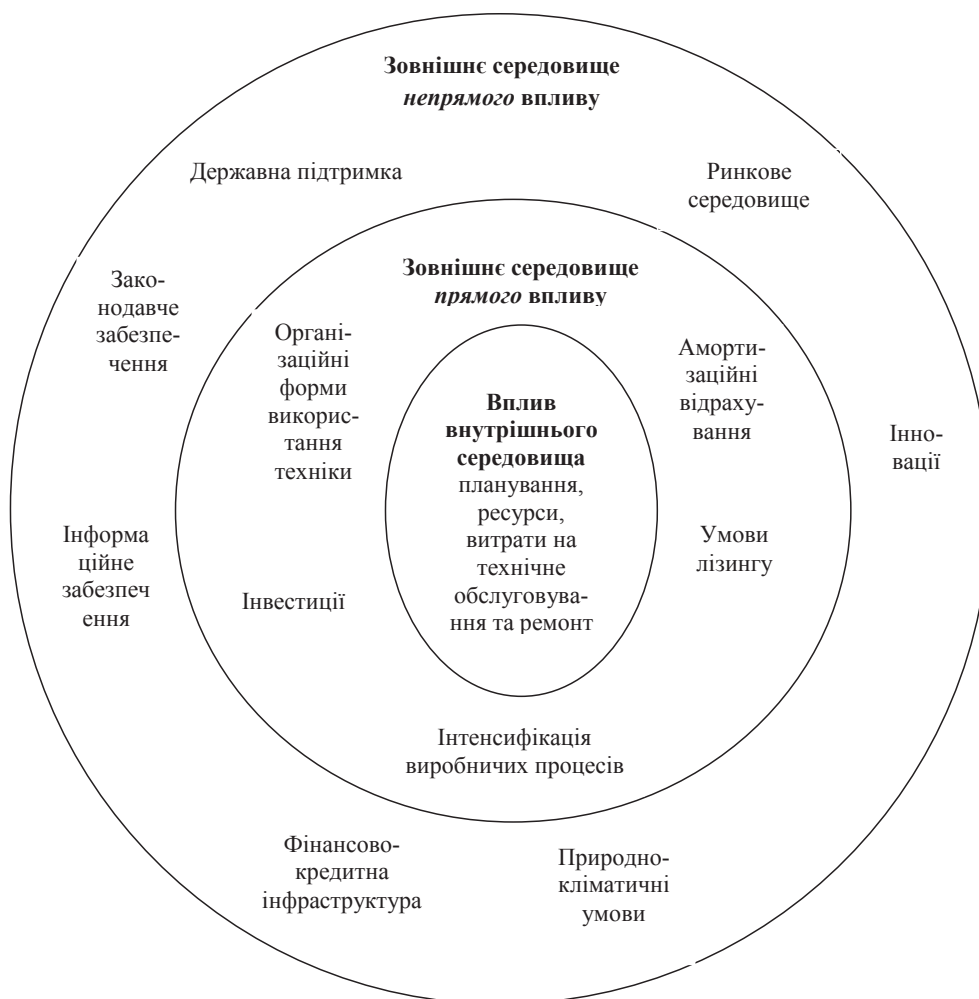 Зовнішнє середовище
непрямого впливу
Державна підтримка
Ринкове
середовище
Зако-
нодавче
забезпе-
чення
Зовнішнє середовище
прямого впливу
Органі-
заційні
форми
викорис-
тання
техніки
Аморти-
заційні
відраху-
вання
Вплив
внутрішнього
середовища
планування,
ресурси,
витрати на
технічне
обслуговува-
ння та ремонт
Інно-
вації
Інформа
ційне
забезпеч
ення
Інвестиції
Умови
лізингу
Інтенсифікація
виробничих процесів
Фінансово-
кредитна
інфраструктура
Природно-
кліматичні
умови